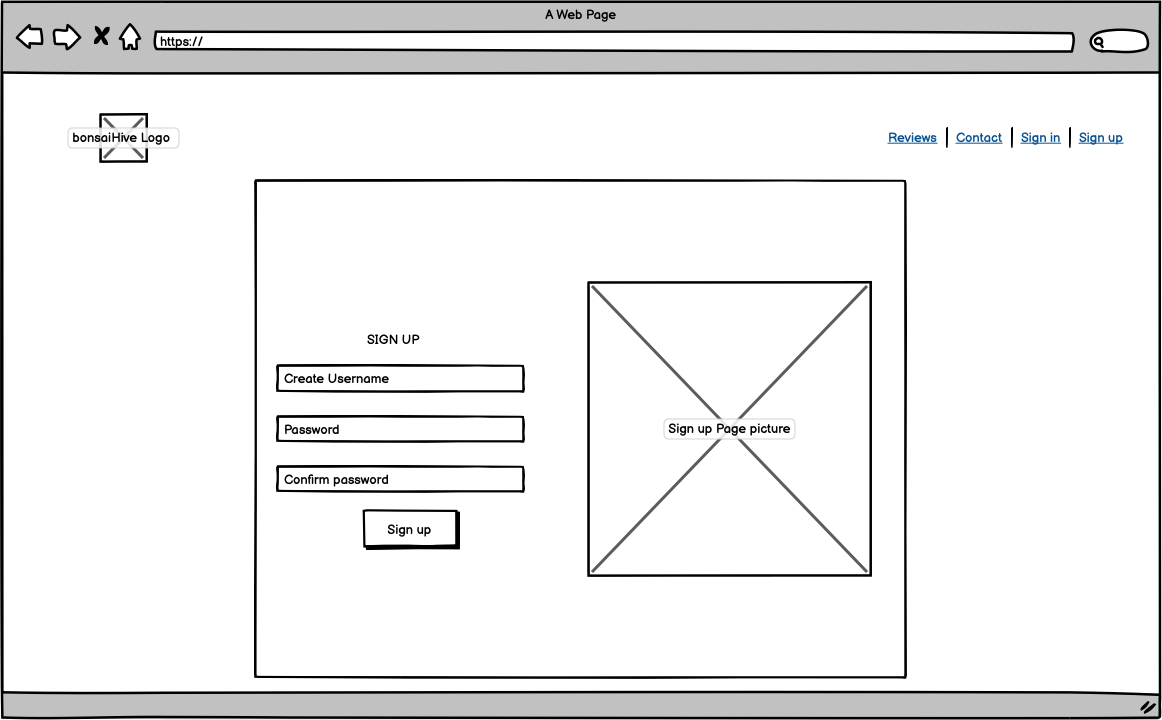 A Web Page
https://
bonsaiHive Logo
Reviews | Contact | Sign in | Sign up
SIGN UP
Create Username
Password
Confirm password
Sign up
Sign up Page picture